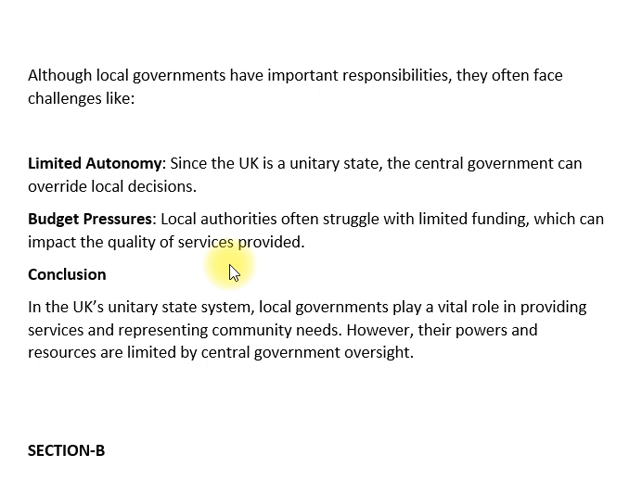 Although local governments have important responsibilities, they often face
challenges like:
Limited Autonomy: Since the UK is a unitary state, the central government can
override local decisions.
Budget Pressures: Local authorities often struggle with limited funding, which can
impact the quality of services provided.
Conclusion
In the UK’s unitary state system, local governments play a vital role in providing
services and representing community needs. However, their powers and
resources are limited by central government oversight.
SECTION-B